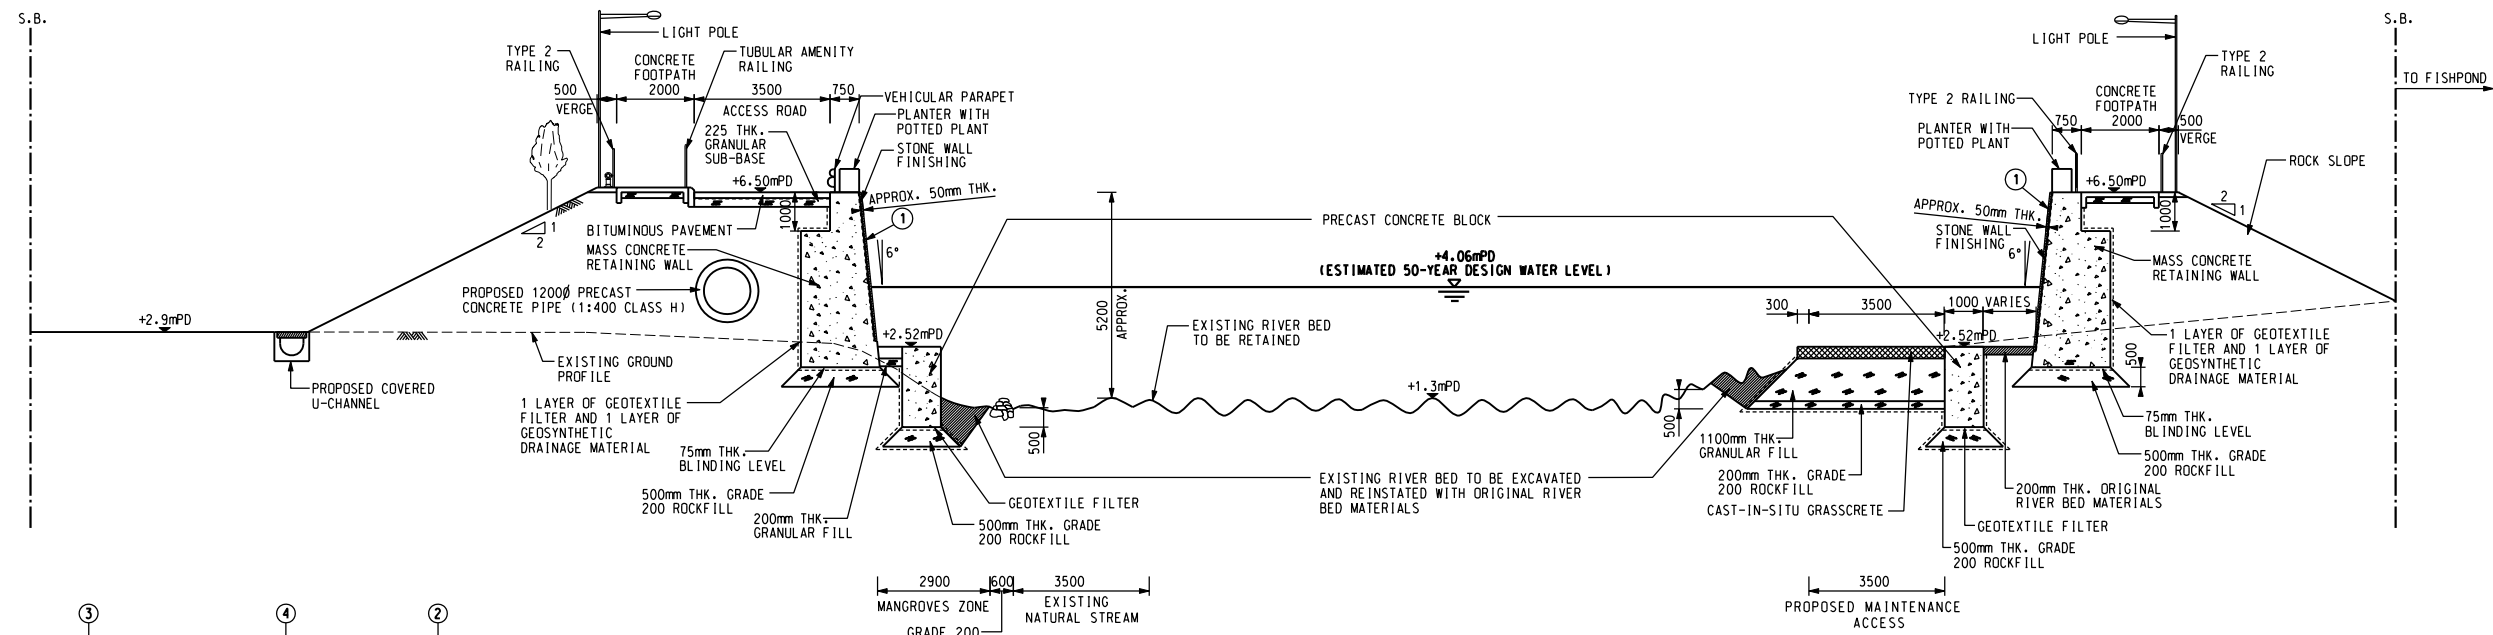 S.B.
LIGHT POLE
TYPE 2
RAILING
CONCRETE
FOOTPATH
TUBULAR AMENITY
RAILING
500
2000
3500
750
VERGE
ACCESS ROAD
VEHICULAR PARAPET
PLANTER WITH
POTTED PLANT
225 THK.
GRANULAR
SUB-BASE
STONE WALL
FINISHING
+6.50mPD
APPROX. 50mm THK.
1
1000
1
2
BITUMINOUS PAVEMENT
MASS CONCRETE
RETAINING WALL
6°
PROPOSED 1200Ø PRECAST
CONCRETE PIPE (1:400 CLASS H)
+2.9mPD
+2.52mPD
EXISTING GROUND
PROFILE
PROPOSED COVERED
U-CHANNEL
1 LAYER OF GEOTEXTILE
FILTER AND 1 LAYER OF
GEOSYNTHETIC
DRAINAGE MATERIAL
75mm THK.
BLINDING LEVEL
500mm THK. GRADE
200 ROCKFILL
200mm THK.
GRANULAR FILL
GEOTEXTILE FILTER
500mm THK. GRADE
200 ROCKFILL
500
PRECAST CONCRETE BLOCK
+4.06mPD
(ESTIMATED 50-YEAR DESIGN WATER LEVEL)
5200
APPROX.
EXISTING RIVER BED
TO BE RETAINED
+1.3mPD
EXISTING RIVER BED TO BE EXCAVATED
AND REINSTATED WITH ORIGINAL RIVER
BED MATERIALS
2900
600
3500
MANGROVES ZONE
EXISTING
NATURAL STREAM
GRADE 200
S.B.
TO FISHPOND
LIGHT POLE
TYPE 2
RAILING
TYPE 2 RAILING
CONCRETE
FOOTPATH
750
2000
500
VERGE
PLANTER WITH
POTTED PLANT
ROCK SLOPE
1
+6.50mPD
2
1
1000
APPROX. 50mm THK.
STONE WALL
FINISHING
6°
MASS CONCRETE
RETAINING WALL
300
3500
1000
VARIES
+2.52mPD
1 LAYER OF GEOTEXTILE
FILTER AND 1 LAYER OF
GEOSYNTHETIC
DRAINAGE MATERIAL
500
500
1100mm THK.
GRANULAR FILL
200mm THK. GRADE
200 ROCKFILL
CAST-IN-SITU GRASSCRETE
75mm THK.
BLINDING LEVEL
500mm THK. GRADE
200 ROCKFILL
200mm THK. ORIGINAL
RIVER BED MATERIALS
GEOTEXTILE FILTER
500mm THK. GRADE
200 ROCKFILL
3500
PROPOSED MAINTENANCE
ACCESS
3
4
2